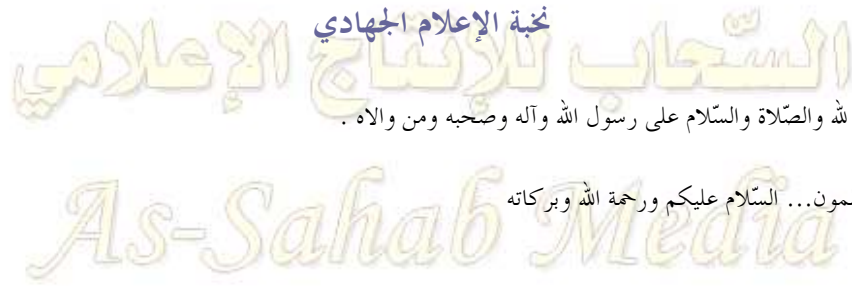 نخبة الإعلام الجهادي
السّحاب للإنتاج الإعلامي
لله والصّلاة والسّلام على رسول الله وآله وصحبه ومن والاه .
As-Sahab Media
مون... السّلام عليكم ورحمة الله وبركاته